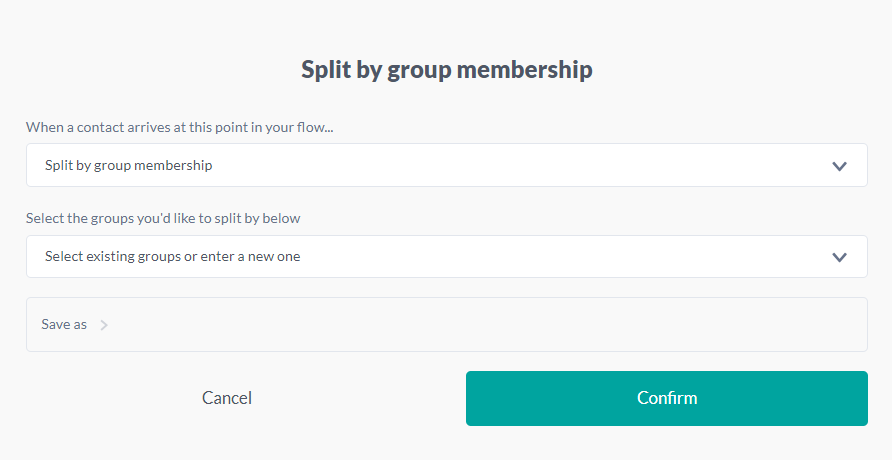 Split by group membership
When a contact arrives at this point in your flow...
Split by group membership
Select the groups you'd like to split by below
Select existing groups or enter a new one
Save as
Cancel
Confirm